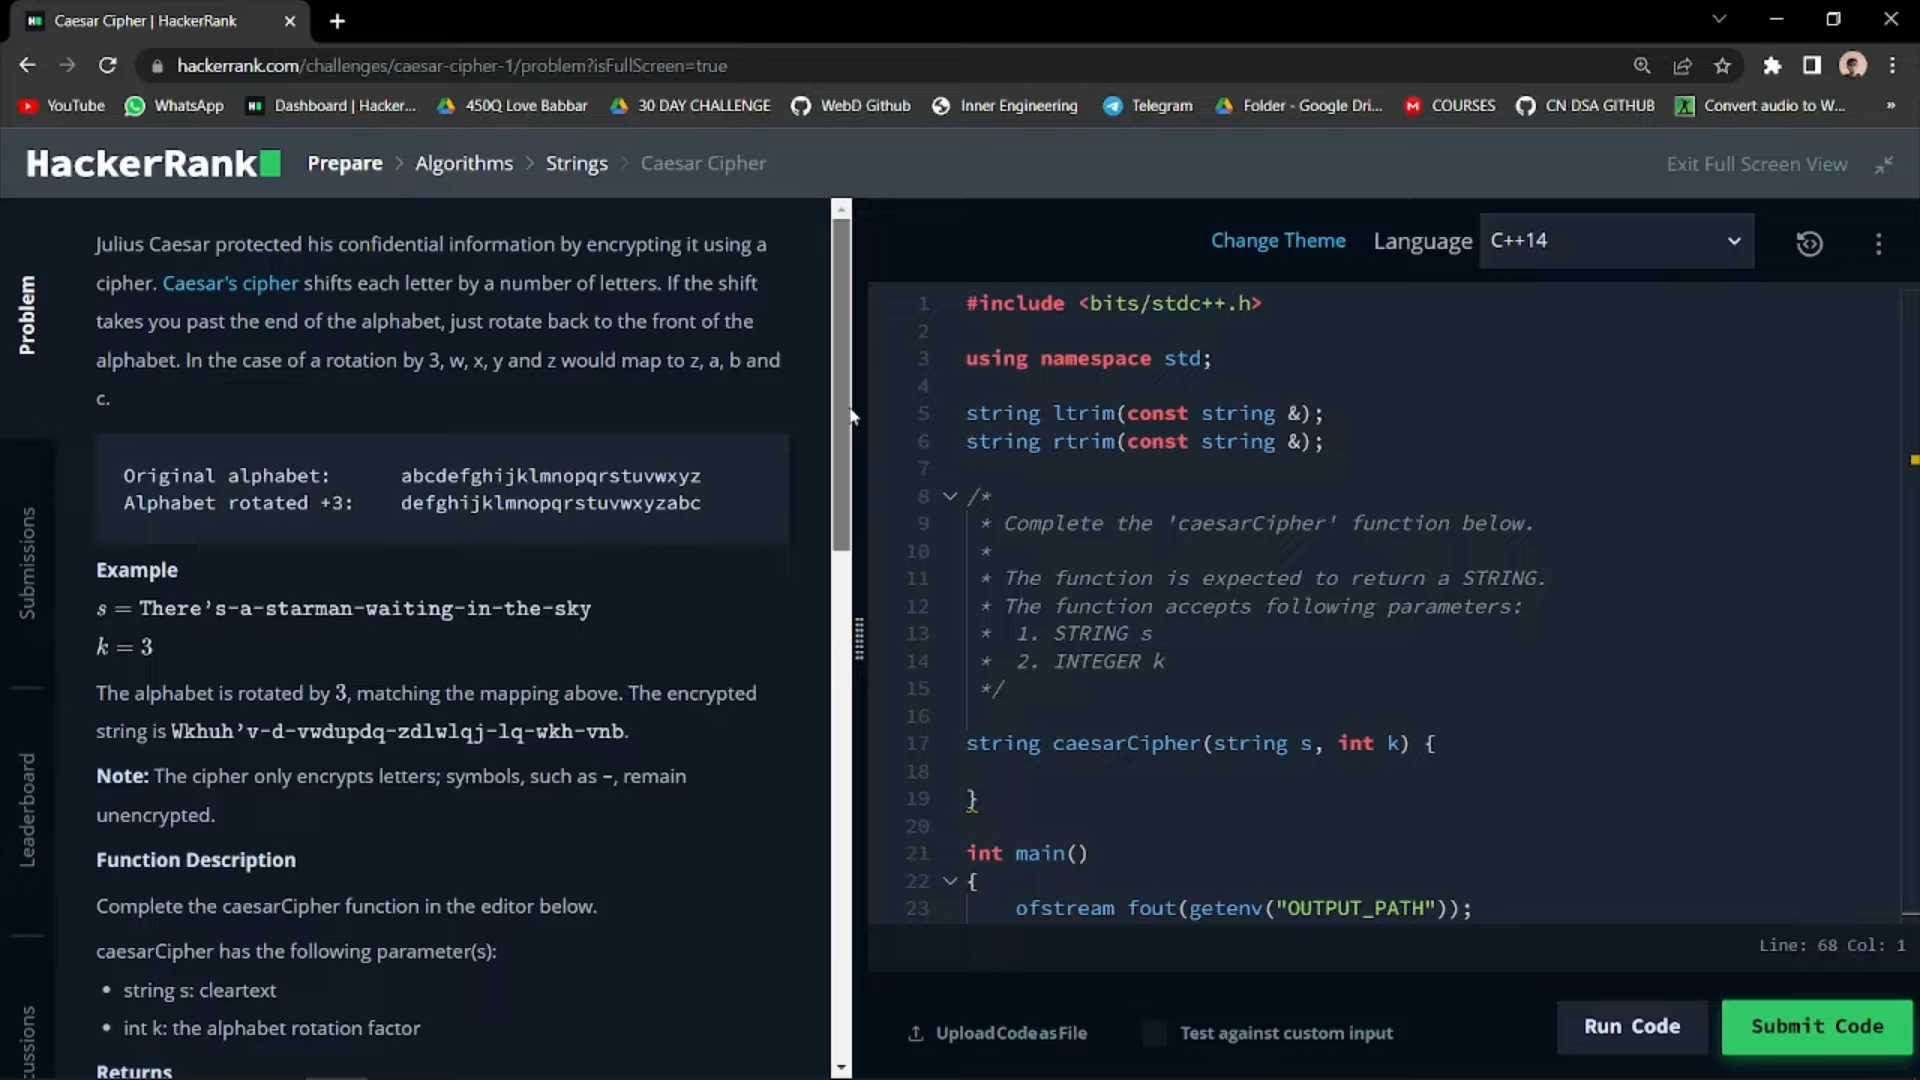 Caesar Cipher | HackerRank
hackerrank.com/challenges/caesar-cipher-1/problem?isFullScreen=true
YouTube WhatsApp Dashboard | Hacker... 450Q Love Babbar 30 DAY CHALLENGE WebD Github Inner Engineering Telegram Folder - Google Dri... COURSES CN DSA GITHUB Convert audio to W... »
HackerRank Prepare > Algorithms > Strings > Caesar Cipher Exit Full Screen View
Problem
Submissions
Leaderboard
cussions
Julius Caesar protected his confidential information by encrypting it using a
cipher. Caesar's cipher shifts each letter by a number of letters. If the shift
takes you past the end of the alphabet, just rotate back to the front of the
alphabet. In the case of a rotation by 3, w, x, y and z would map to z, a, b and
c.
Original alphabet: abcdefghijklmnopqrstuvwxyz
Alphabet rotated +3: defghijklmnopqrstuvwxyzabc
Example
s = There's-a-starman-waiting-in-the-sky
k = 3
The alphabet is rotated by 3, matching the mapping above. The encrypted
string is Wkhuh'v-d-vwdupdq-zdlwlqj-lq-wkh-vnb.
Note: The cipher only encrypts letters; symbols, such as -, remain
unencrypted.
Function Description
Complete the caesarCipher function in the editor below.
caesarCipher has the following parameter(s):
• string s: cleartext
• int k: the alphabet rotation factor
Returns
Change Theme Language C++14
1 #include <bits/stdc++.h>
2
3 using namespace std;
4
5 string ltrim(const string &);
6 string rtrim(const string &);
7
8 /*
9 * Complete the 'caesarCipher' function below.
10 *
11 * The function is expected to return a STRING.
12 * The function accepts following parameters:
13 * 1. STRING s
14 * 2. INTEGER k
15 */
16
17 string caesarCipher(string s, int k) {
18
19 }
20
21 int main()
22 {
23 ofstream fout(getenv("OUTPUT_PATH"));
Line: 68 Col: 1
Upload Code as File Test against custom input Run Code Submit Code